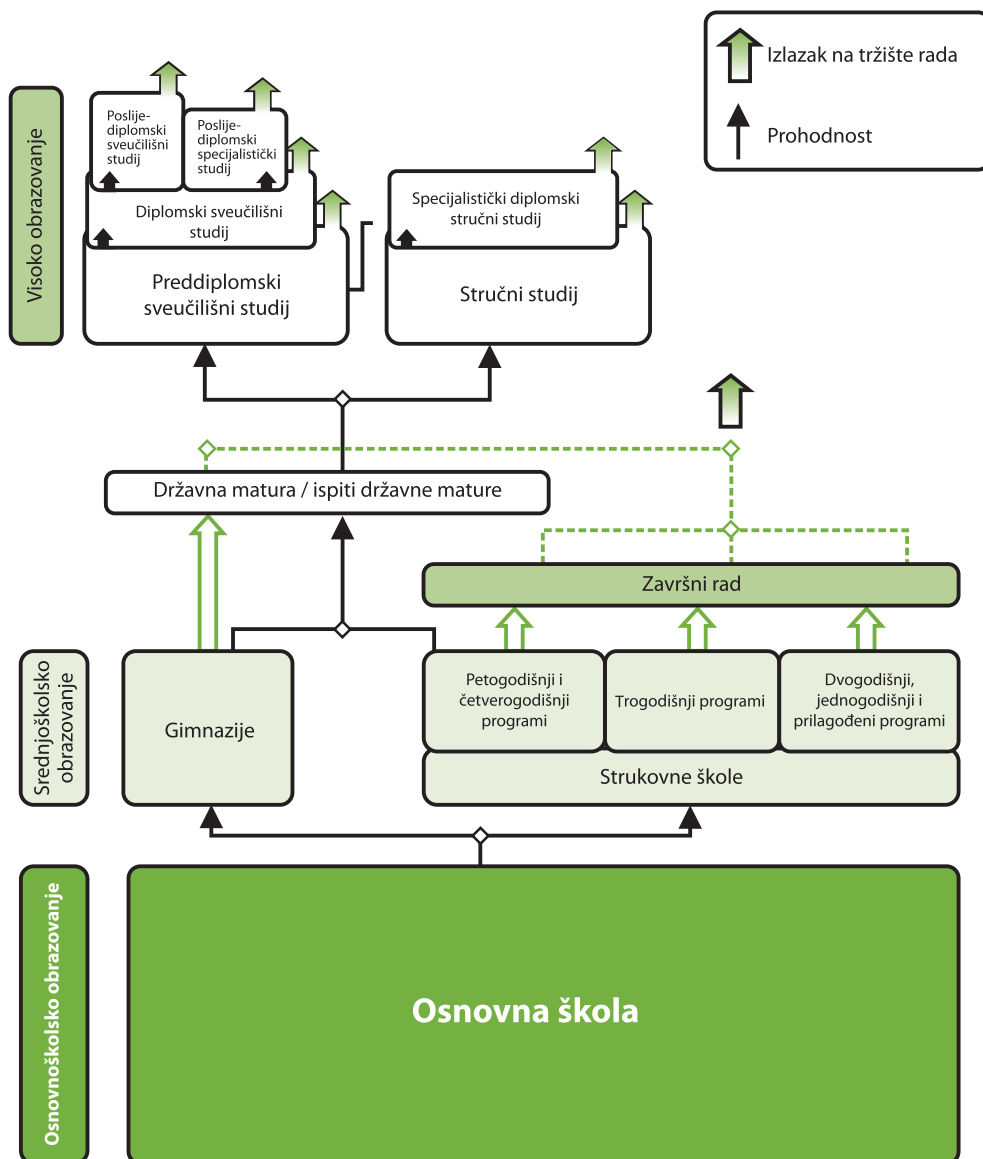 Izlazak na tržište rada
Prohodnost
Visoko obrazovanje
Poslije-
diplomski
sveučilišni
studij
Poslije-
diplomski
specijalistički
studij
Diplomski sveučilišni
studij
Preddiplomski
sveučilišni studij
Specijalistički diplomski
stručni studij
Stručni studij
Državna matura / ispiti državne mature
Završni rad
Srednjoškolsko
obrazovanje
Gimnazije
Petogodišnji i
četverogodišnji
programi
Trogodišnji programi
Dvogodišnji,
jednogodišnji i
prilagođeni programi
Strukovne škole
Osnovnoškolsko obrazovanje
Osnovna škola